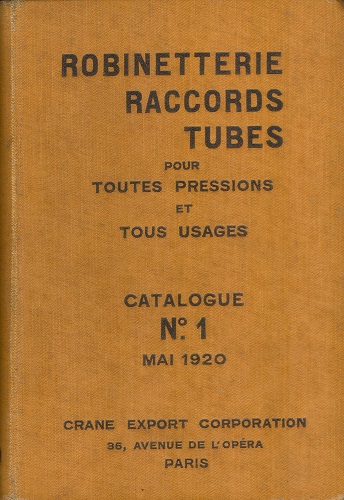 ROBINETTERIE
RACCORDS
TUBES
POUR
TOUTES PRESSIONS
ET
TOUS USAGES
CATALOGUE
Nº. 1
MAI 1920
CRANE EXPORT CORPORATION
36, AVENUE DE L'OPÉRA
PARIS